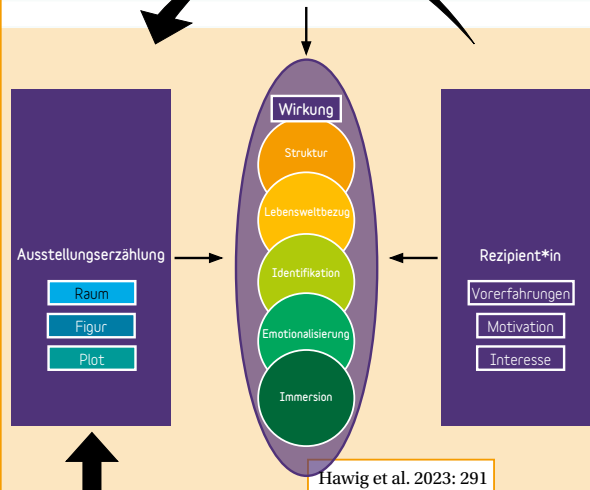 Ausstellungserzählung
Raum
Figur
Plot
Wirkung
Struktur
Lebensweltbezug
Identifikation
Emotionalisierung
Immersion
Rezipient*in
Vorerfahrungen
Motivation
Interesse
Hawig et al. 2023: 291